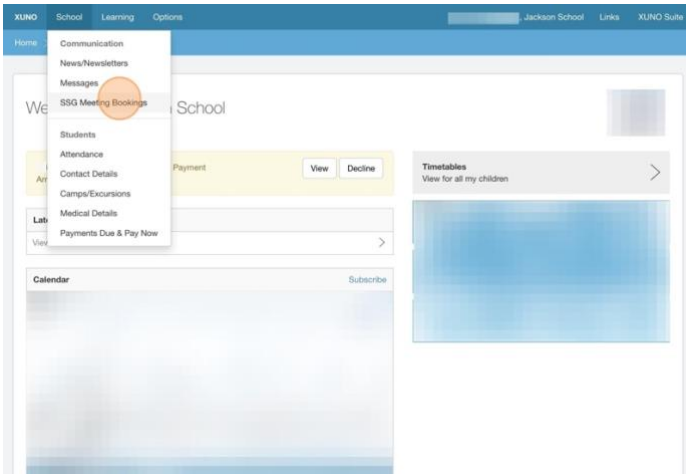 XUNO School Learning Options , Jackson School Links XUNO Suite
Home
Communication
News/Newsletters
Messages
SSG Meeting Bookings
We School
Students
Attendance
Contact Details
Camps/Excursions
Medical Details
Payments Due & Pay Now
Payment View Decline
Timetables
View for all my children
Calendar Subscribe